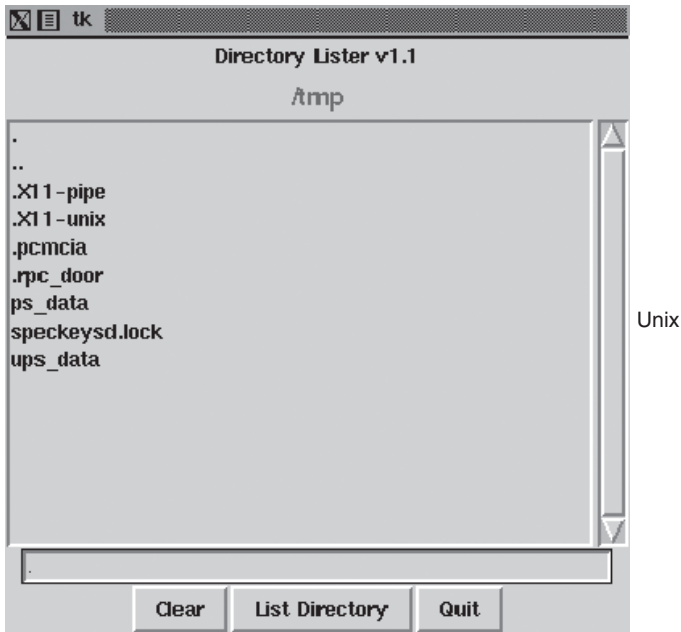 tk
Directory Lister v1.1
/tmp
.
..
.X11-pipe
.X11-unix
.pcmcia
.rpc_door
ps_data
speckeysd.lock
ups_data
Unix
.
Clear List Directory Quit